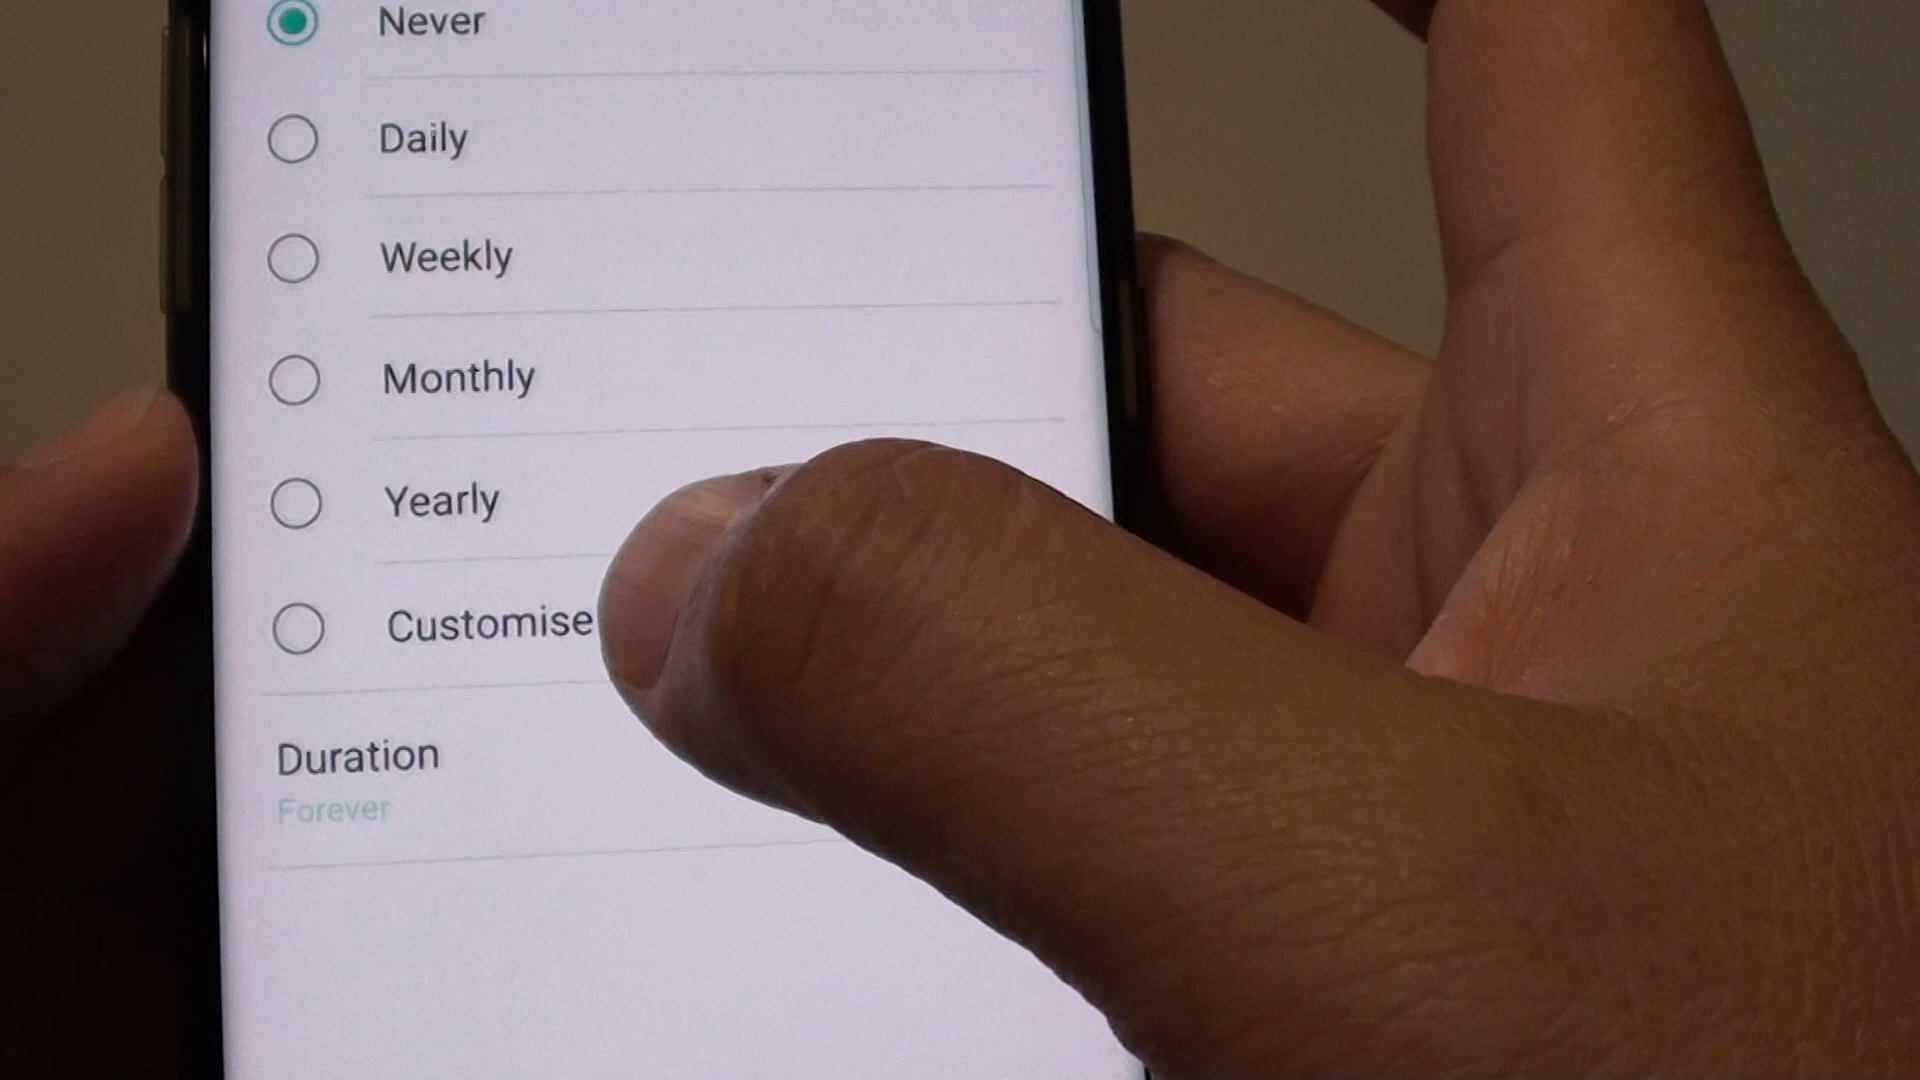 Never
Daily
Weekly
Monthly
Yearly
Customise
Duration
Forever